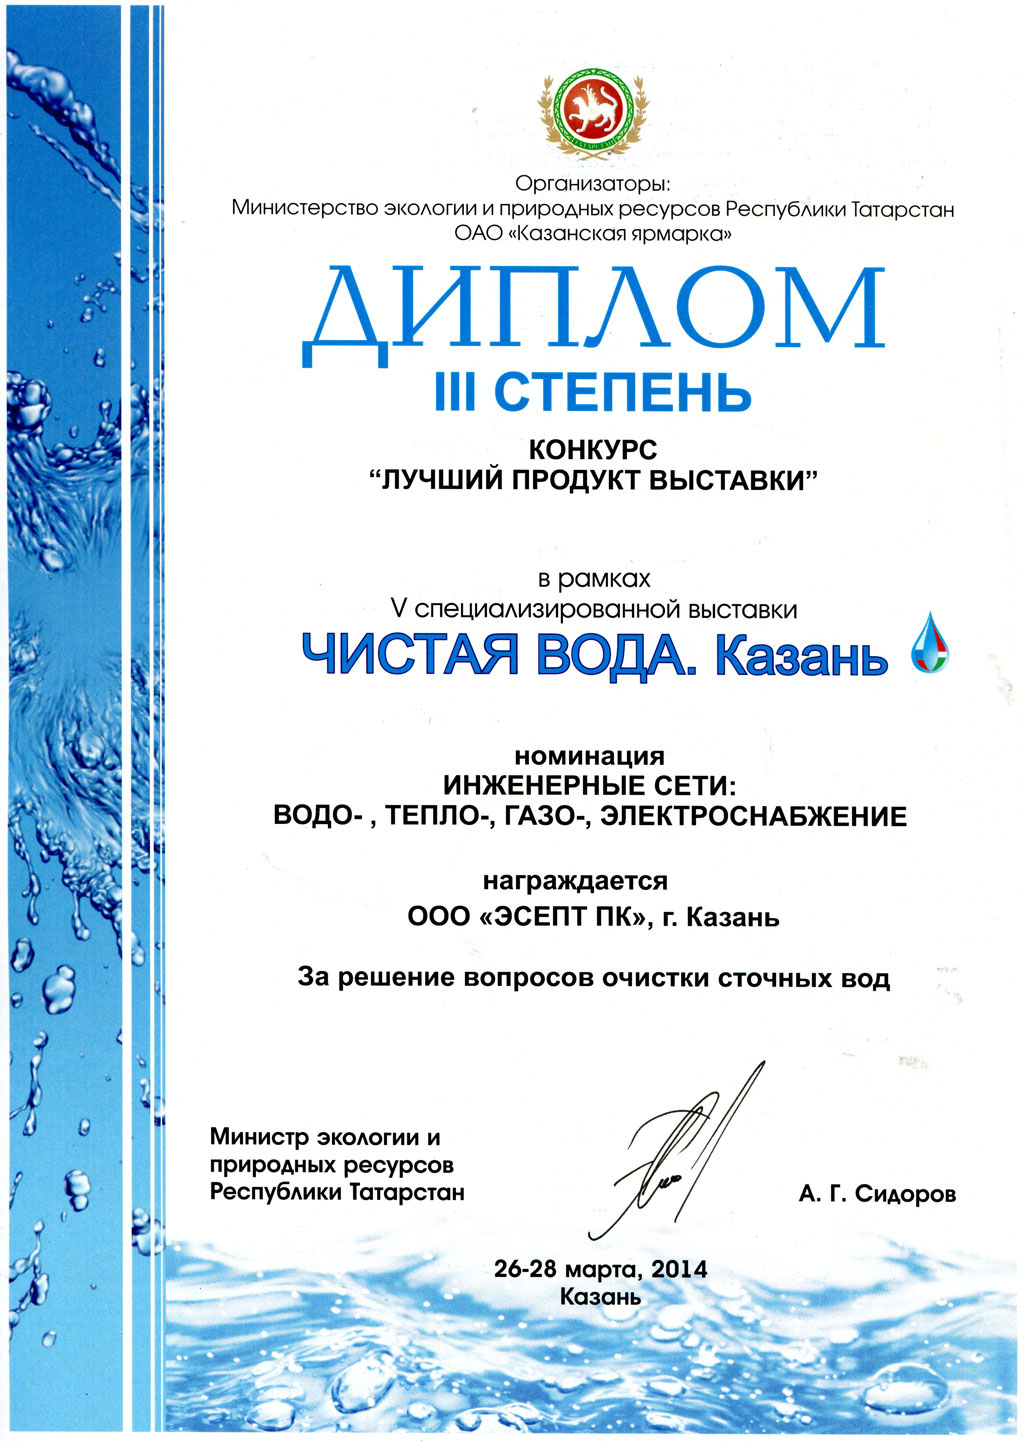 ТАТАРСТАН
Организаторы:
Министерство экологии и природных ресурсов Республики Татарстан
ОАО «Казанская ярмарка»
ДИПЛОМ
III СТЕПЕНЬ
КОНКУРС
“ЛУЧШИЙ ПРОДУКТ ВЫСТАВКИ”
в рамках
V специализированной выставки
ЧИСТАЯ ВОДА. Казань
номинация
ИНЖЕНЕРНЫЕ СЕТИ:
ВОДО- , ТЕПЛО-, ГАЗО-, ЭЛЕКТРОСНАБЖЕНИЕ
награждается
ООО «ЭСЕПТ ПК», г. Казань
За решение вопросов очистки сточных вод
Министр экологии и
природных ресурсов
Республики Татарстан
А. Г. Сидоров
26-28 марта, 2014
Казань